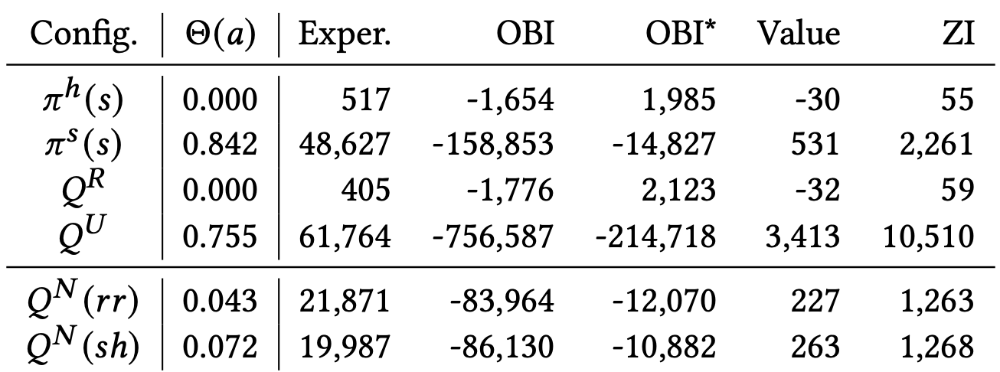 Config. Θ(a) Exper. OBI OBI* Value ZI
π^h(s) 0.000 517 -1,654 1,985 -30 55
π^s(s) 0.842 48,627 -158,853 -14,827 531 2,261
Q^R 0.000 405 -1,776 2,123 -32 59
Q^U 0.755 61,764 -756,587 -214,718 3,413 10,510
Q^N(rr) 0.043 21,871 -83,964 -12,070 227 1,263
Q^N(sh) 0.072 19,987 -86,130 -10,882 263 1,268